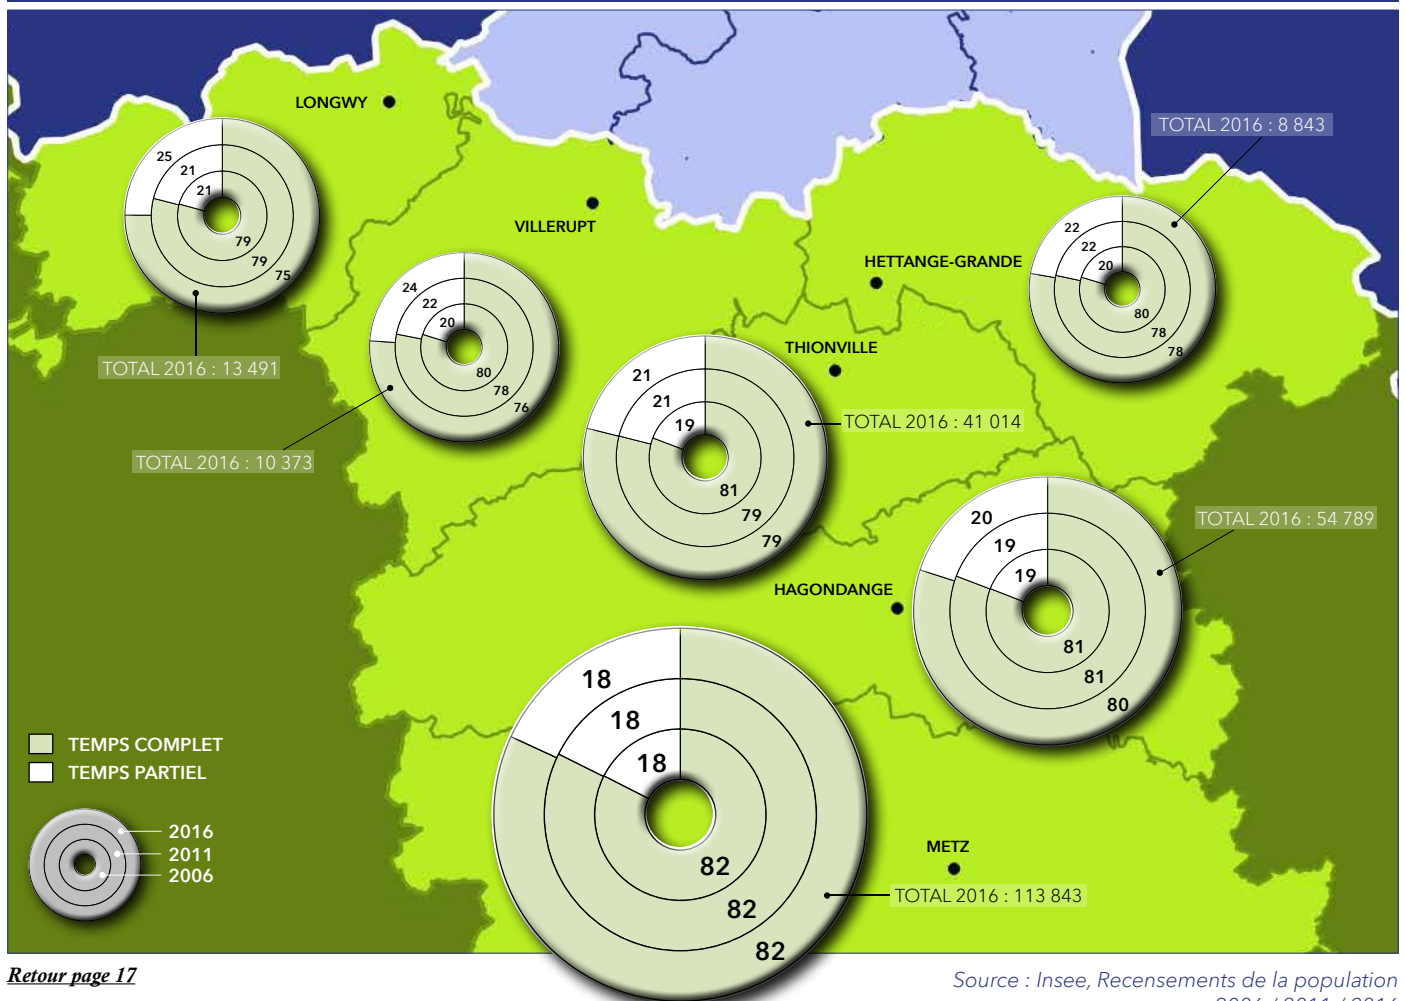 LONGWY
TOTAL 2016 : 8 843
25
21
21
79
79
75
VILLERUPT
22
22
20
80
78
78
HETTANGE-GRANDE
24
22
20
80
78
76
THIONVILLE
TOTAL 2016 : 13 491
21
21
19
81
79
79
TOTAL 2016 : 41 014
TOTAL 2016 : 10 373
20
19
19
81
81
80
TOTAL 2016 : 54 789
HAGONDANGE
18
18
18
82
82
82
TEMPS COMPLET
TEMPS PARTIEL
2016
2011
2006
METZ
TOTAL 2016 : 113 843
Retour page 17
Source : Insee, Recensements de la population
2006 / 2011 / 2016